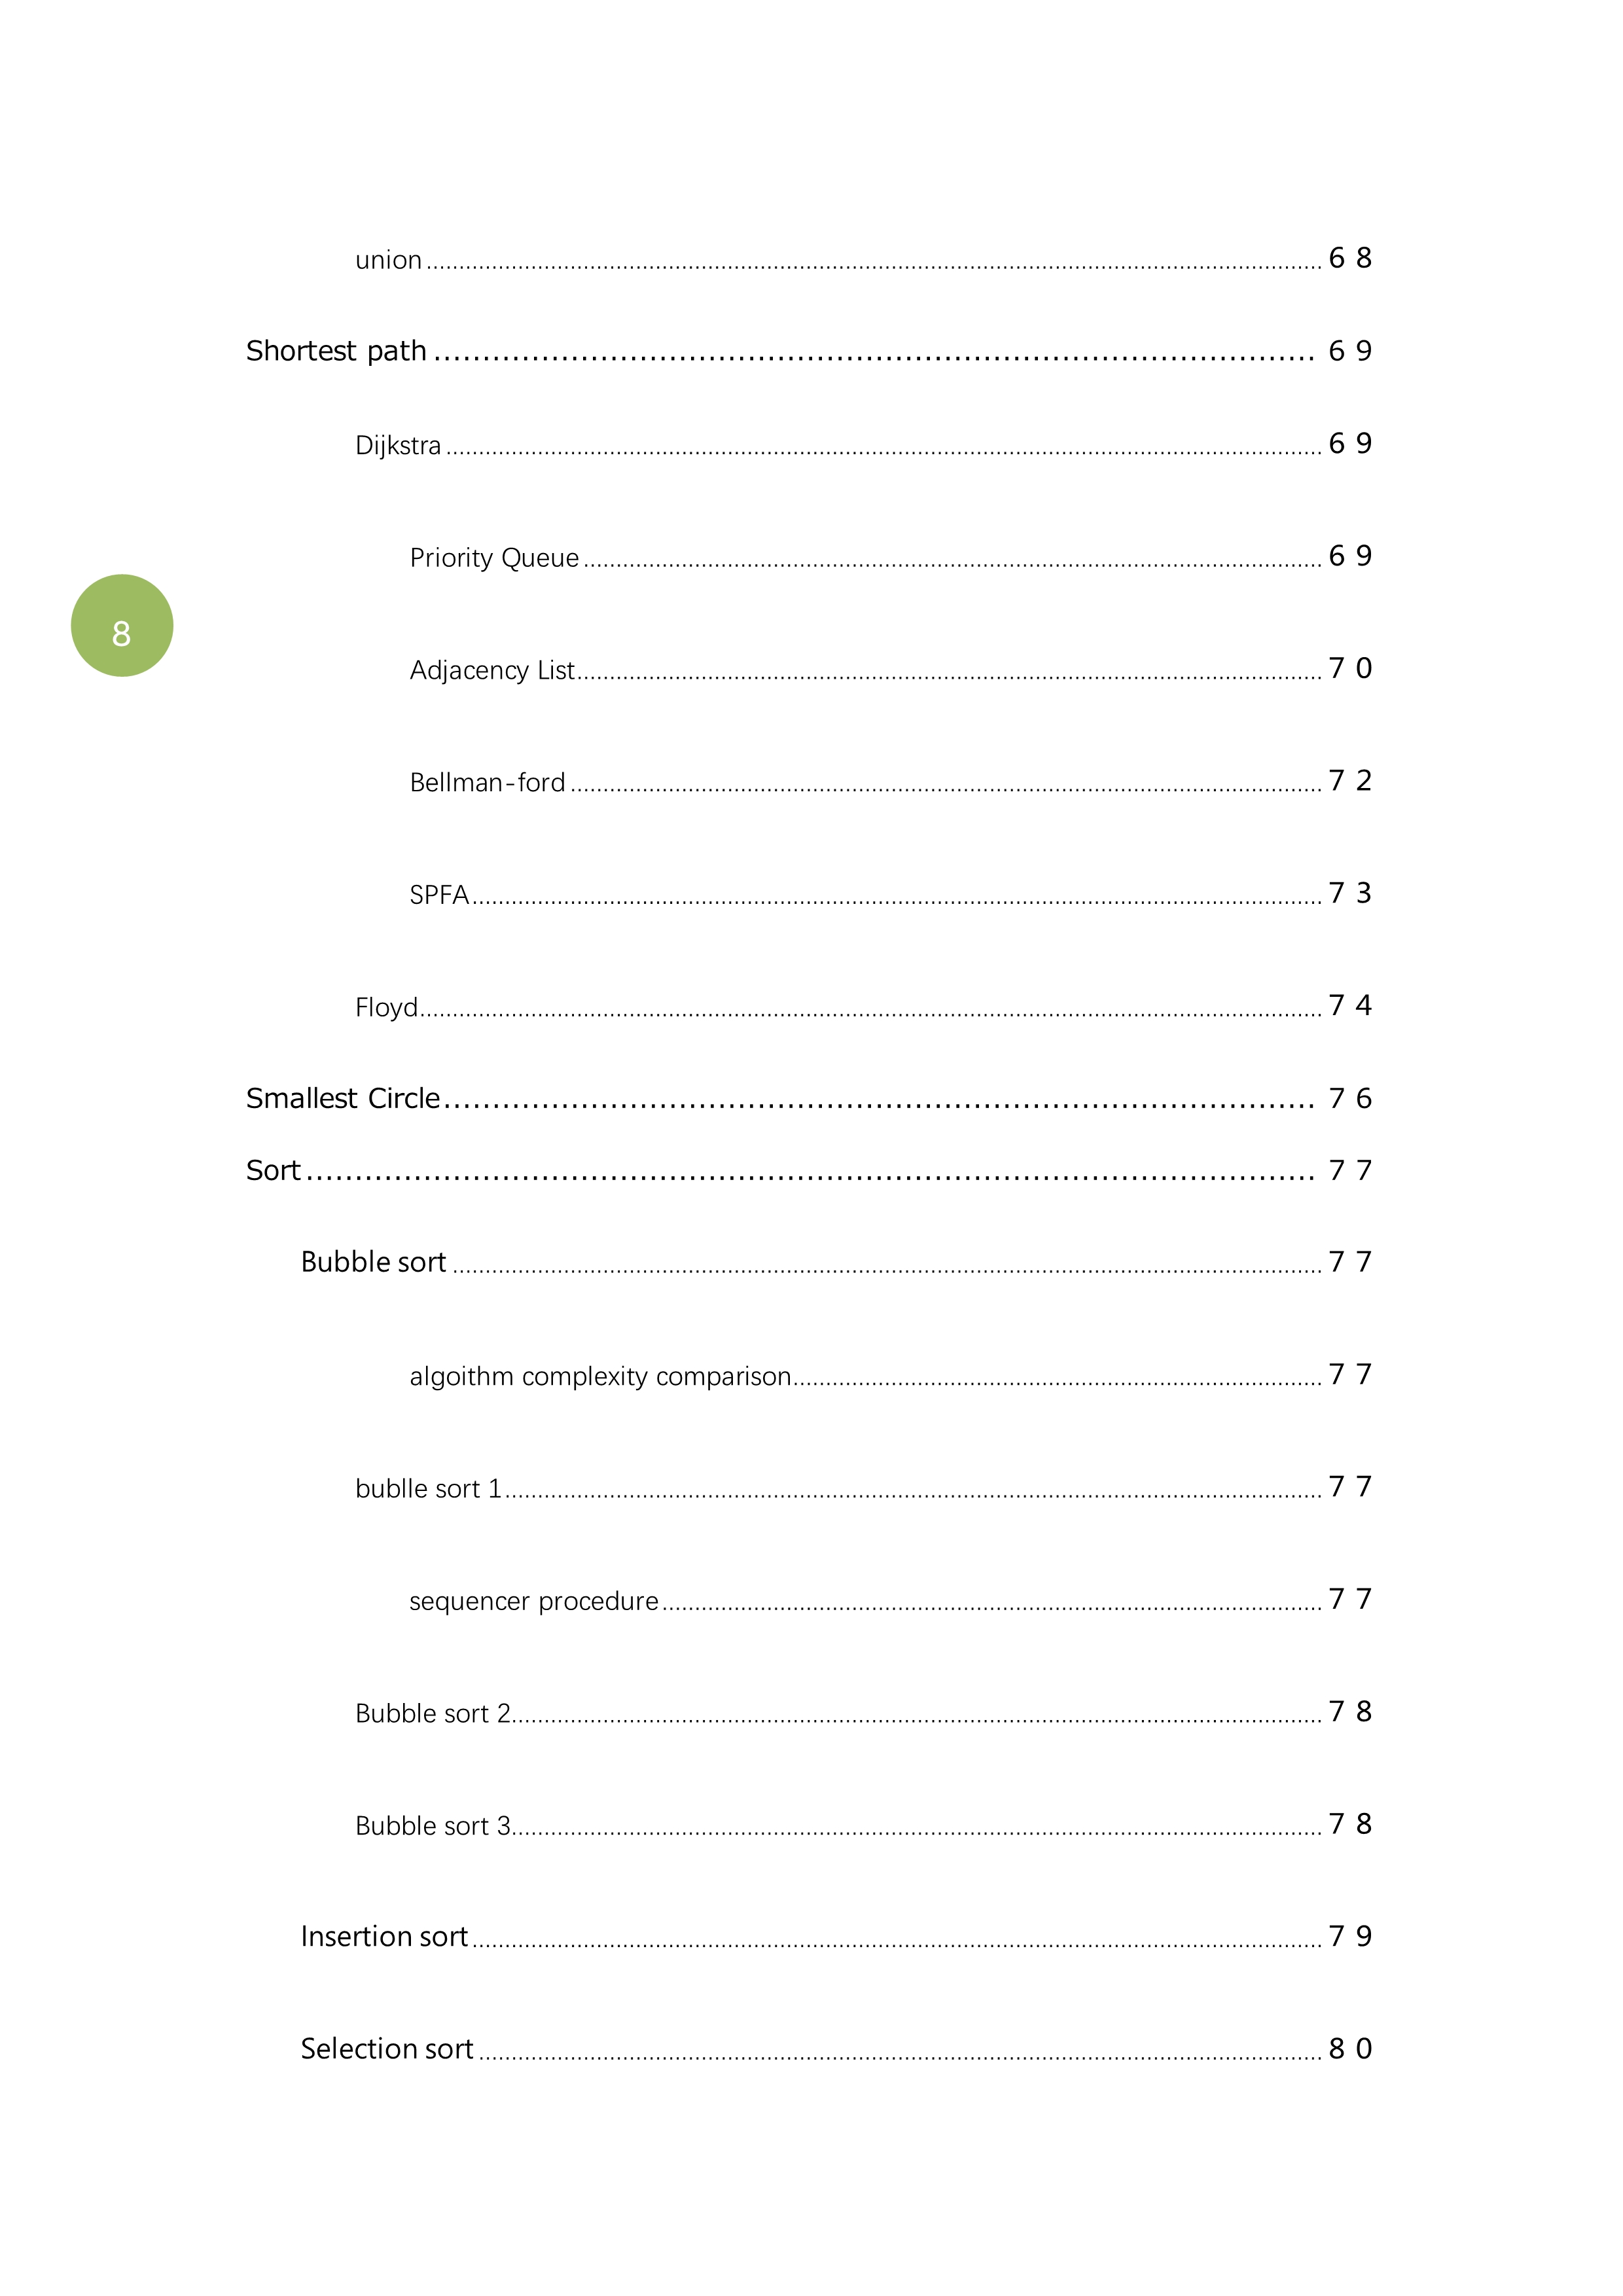 union 68
Shortest path 69
Dijkstra 69
Priority Queue 69
8
Adjacency List 70
Bellman-ford 72
SPFA 73
Floyd 74
Smallest Circle 76
Sort 77
Bubble sort 77
algoithm complexity comparison 77
bublle sort 1 77
sequencer procedure 77
Bubble sort 2 78
Bubble sort 3 78
Insertion sort 79
Selection sort 80